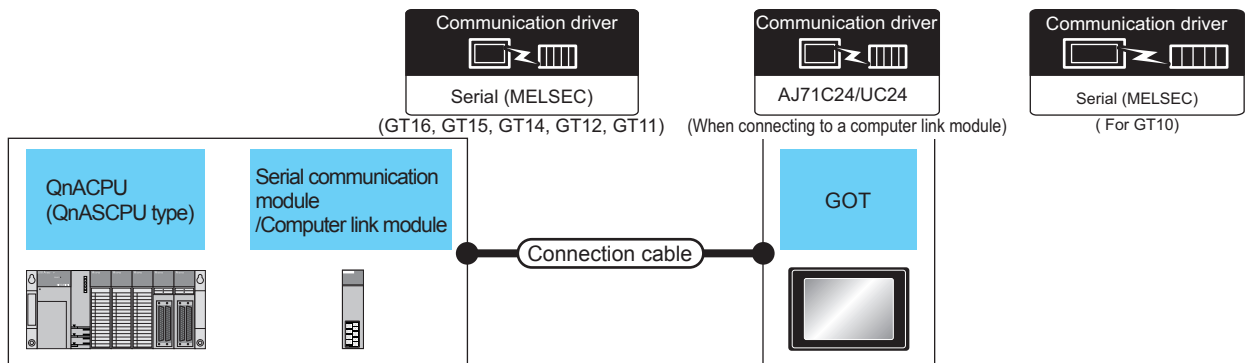 Communication driver
Serial (MELSEC)
(GT16, GT15, GT14, GT12, GT11)
Communication driver
AJ71C24/UC24
(When connecting to a computer link module)
Communication driver
Serial (MELSEC)
( For GT10)
QnACPU
(QnASCPU type)
Serial communication
module
/Computer link module
Connection cable
GOT